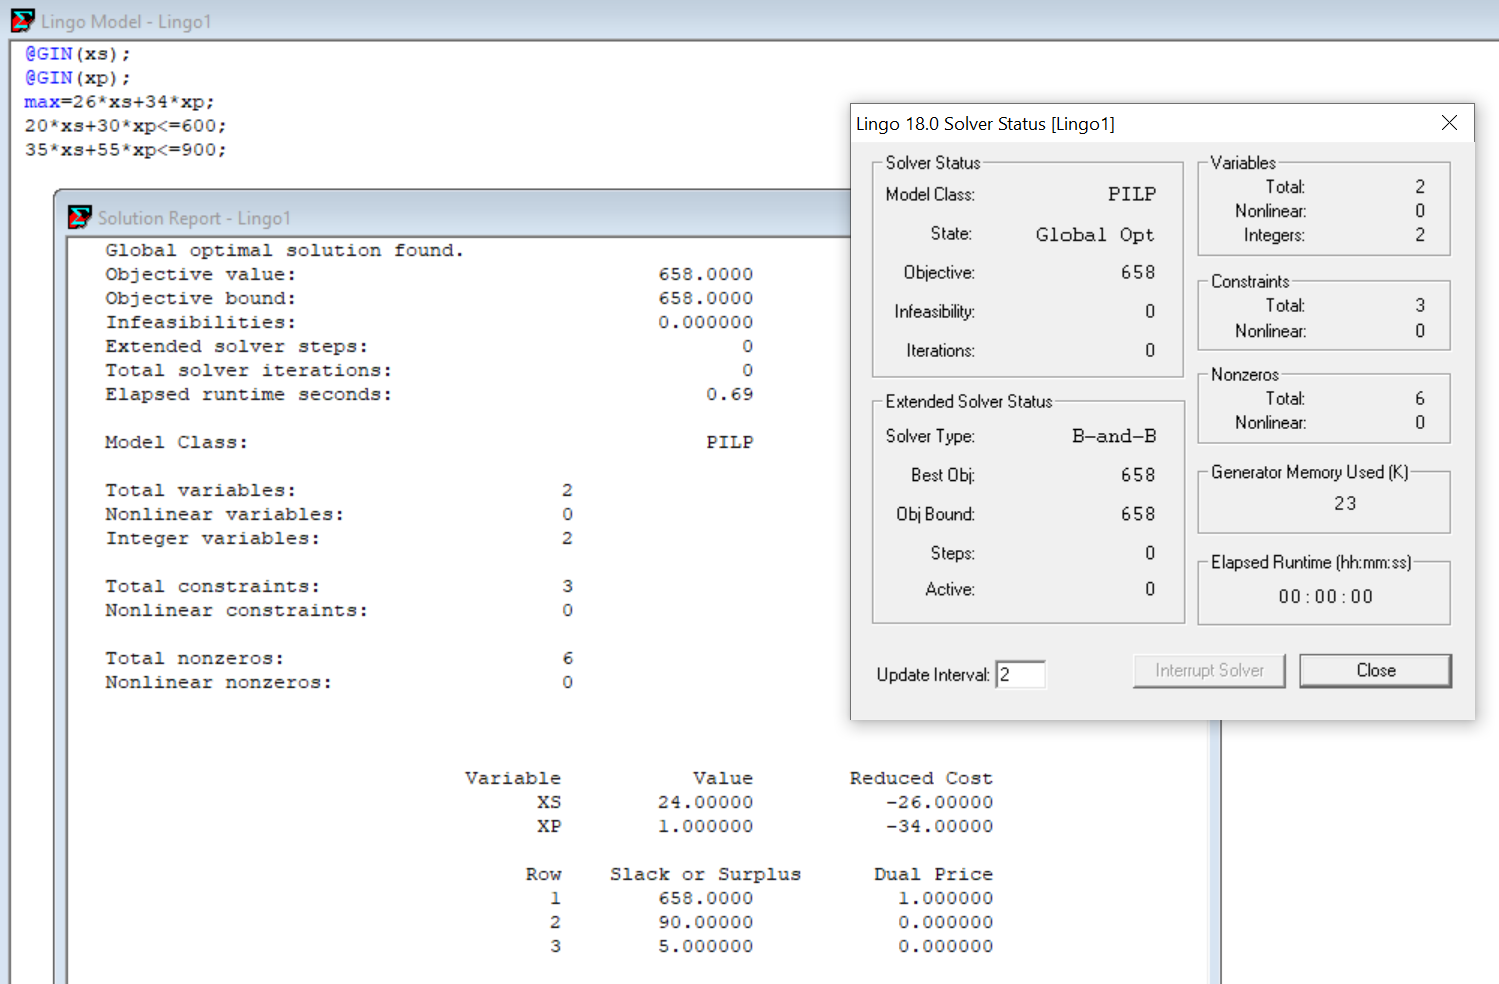 Lingo Model - Lingo1
@GIN(xs);
@GIN(xp);
max=26*xs+34*xp;
20*xs+30*xp<=600;
35*xs+55*xp<=900;
Solution Report - Lingo1
Global optimal solution found.
Objective value: 658.0000
Objective bound: 658.0000
Infeasibilities: 0.000000
Extended solver steps: 0
Total solver iterations: 0
Elapsed runtime seconds: 0.69
Model Class: PILP
Total variables: 2
Nonlinear variables: 0
Integer variables: 2
Total constraints: 3
Nonlinear constraints: 0
Total nonzeros: 6
Nonlinear nonzeros: 0
Variable Value Reduced Cost
XS 24.00000 -26.00000
XP 1.000000 -34.00000
Row Slack or Surplus Dual Price
1 658.0000 1.000000
2 90.00000 0.000000
3 5.000000 0.000000
Lingo 18.0 Solver Status [Lingo1]
Solver Status
Model Class: PILP
State: Global Opt
Objective: 658
Infeasibility: 0
Iterations: 0
Extended Solver Status
Solver Type: B-and-B
Best Obj: 658
Obj Bound: 658
Steps: 0
Active: 0
Update Interval: 2
Variables
Total: 2
Nonlinear: 0
Integers: 2
Constraints
Total: 3
Nonlinear: 0
Nonzeros
Total: 6
Nonlinear: 0
Generator Memory Used (K)
23
Elapsed Runtime (hh:mm:ss)
00:00:00
Interrupt Solver
Close